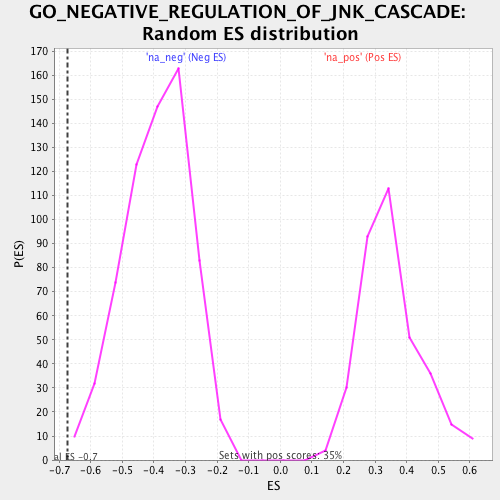 GO_NEGATIVE_REGULATION_OF_JNK_CASCADE:
Random ES distribution
'na_neg' (Neg ES) 'na_pos' (Pos ES)
170
160
150
140
130
120
110
100
90
80
70
60
50
40
30
20
10
0
P(ES)
ES -0.7
Sets with pos scores: 35%
-0.7 -0.6 -0.5 -0.4 -0.3 -0.2 -0.1 0.0 0.1 0.2 0.3 0.4 0.5 0.6
ES